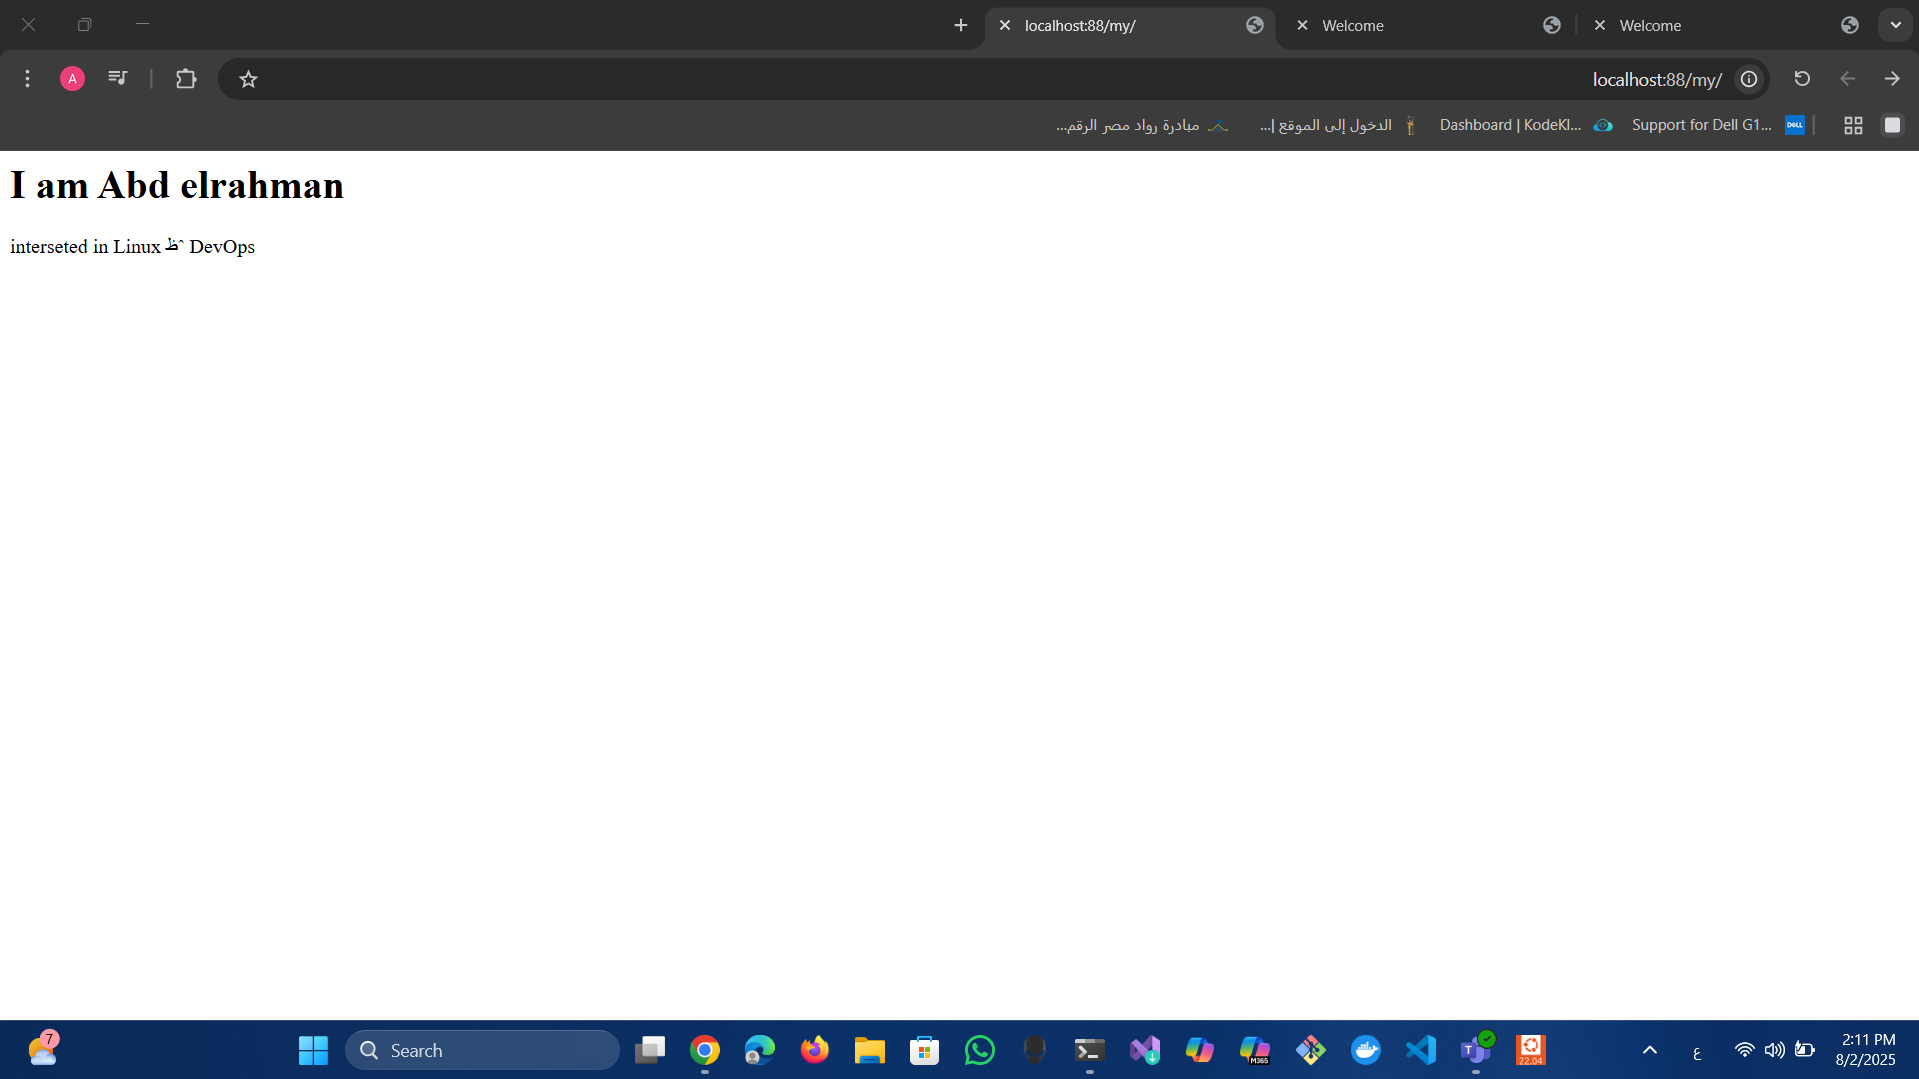 localhost:88/my/
Welcome
Welcome
A
localhost:88/my/
مبادرة رواد مصر الرقم...
الدخول إلى الموقع |...
Dashboard | KodeKl...
Support for Dell G1...
DELL
I am Abd elrahman
interseted in Linux ظˆ DevOps
7
Search
M365
T
22.04
ع
2:11 PM
8/2/2025